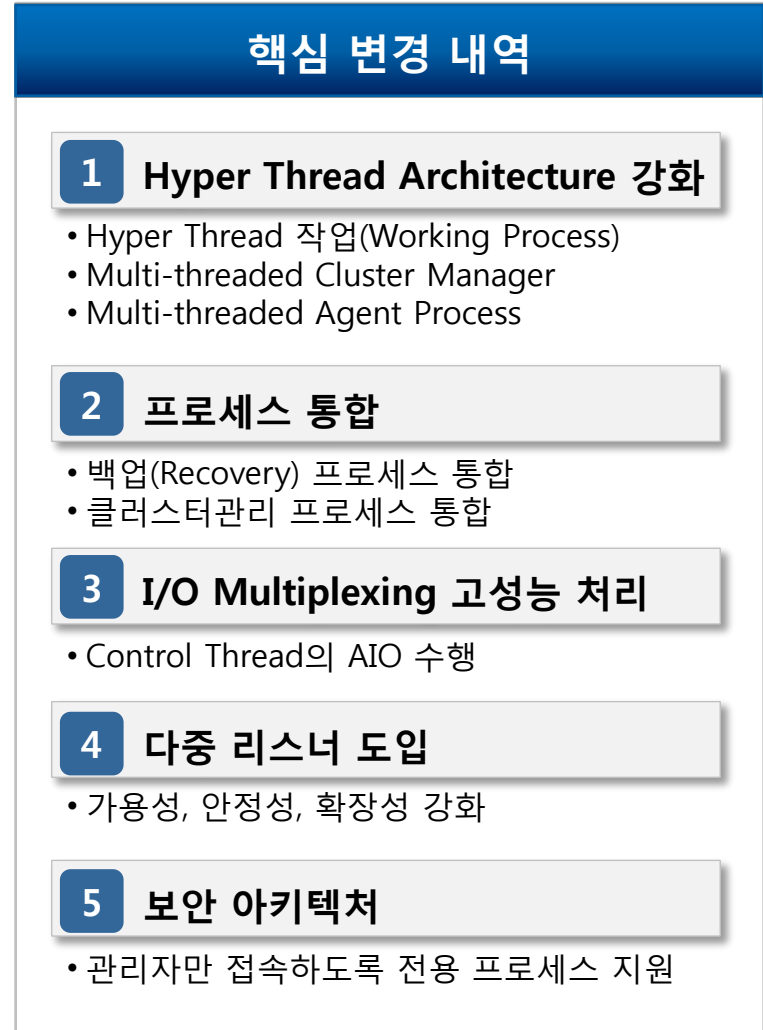 핵심 변경 내역
1 Hyper Thread Architecture 강화
• Hyper Thread 작업(Working Process)
• Multi-threaded Cluster Manager
• Multi-threaded Agent Process
2 프로세스 통합
• 백업(Recovery) 프로세스 통합
• 클러스터관리 프로세스 통합
3 I/O Multiplexing 고성능 처리
• Control Thread의 AIO 수행
4 다중 리스너 도입
• 가용성, 안정성, 확장성 강화
5 보안 아키텍처
• 관리자만 접속하도록 전용 프로세스 지원